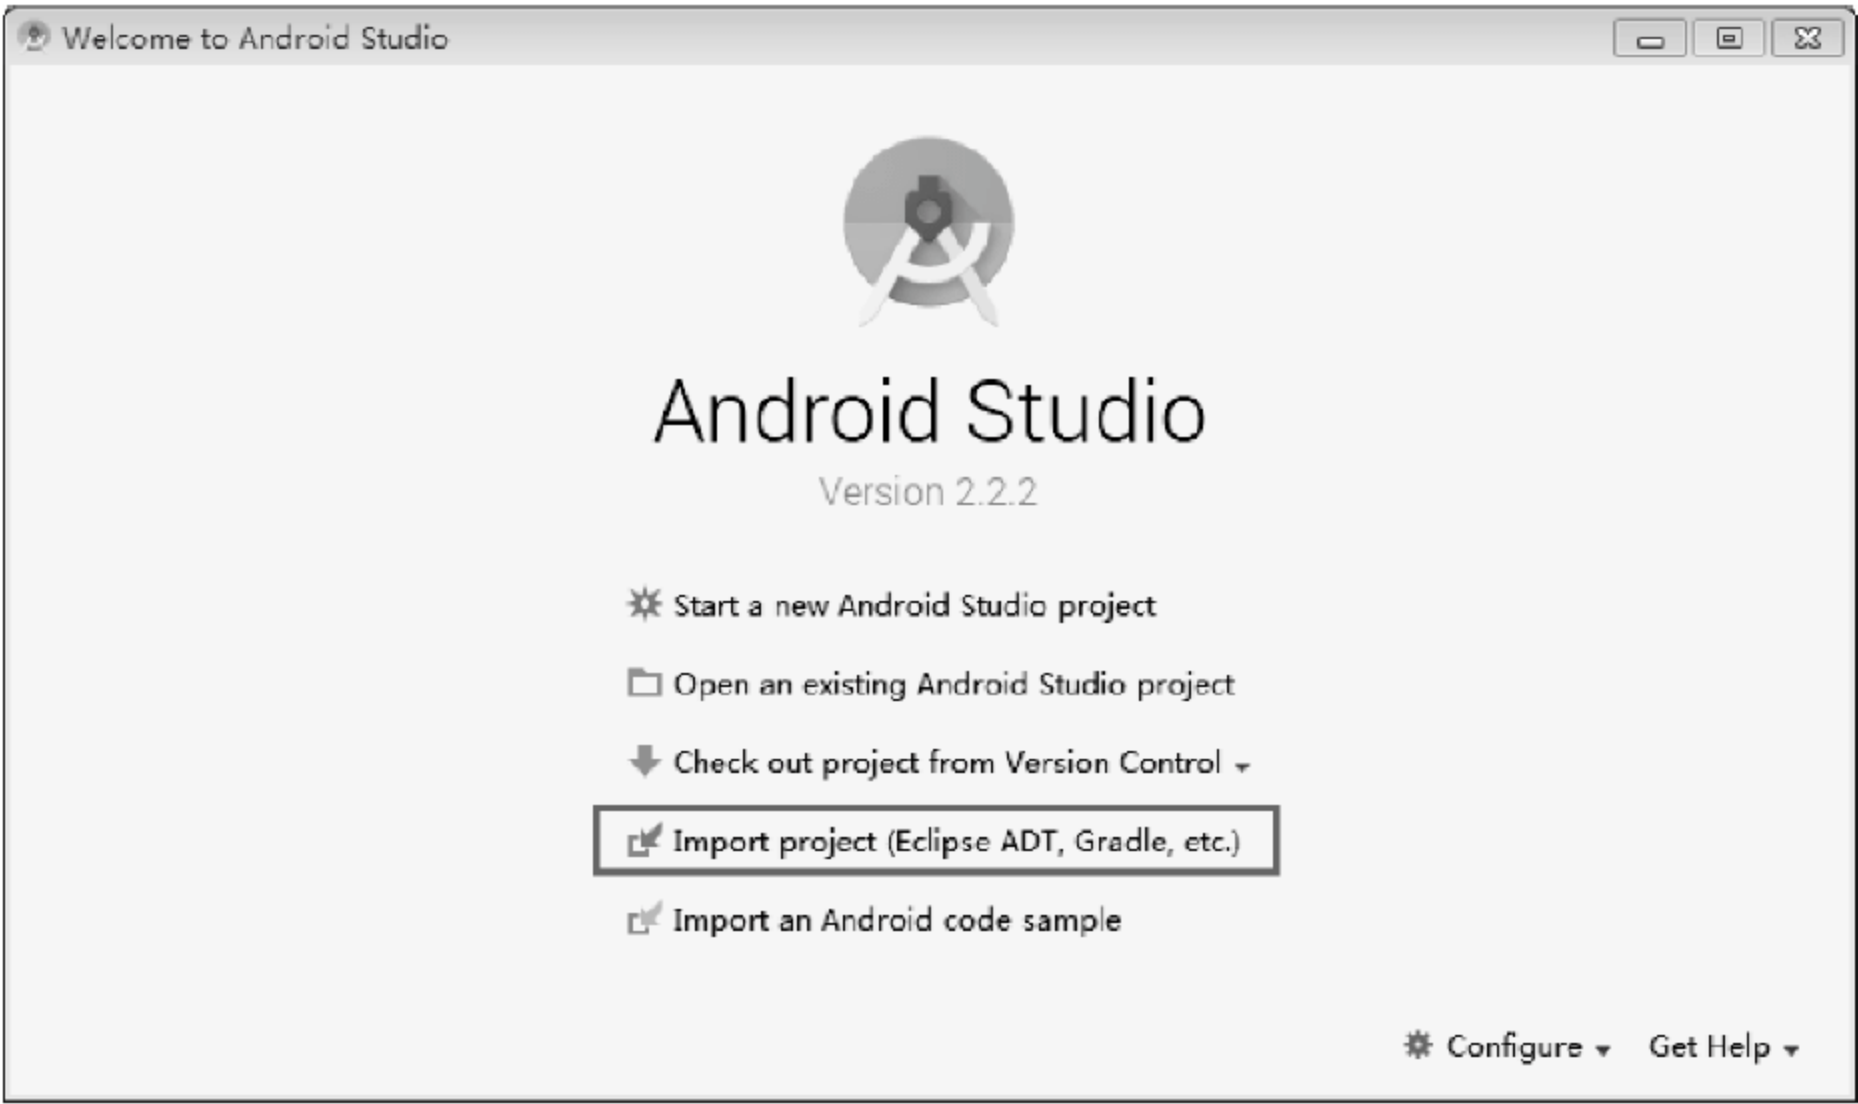 Welcome to Android Studio
Android Studio
Version 2.2.2
Start a new Android Studio project
Open an existing Android Studio project
Check out project from Version Control
Import project (Eclipse ADT, Gradle, etc.)
Import an Android code sample
Configure
Get Help